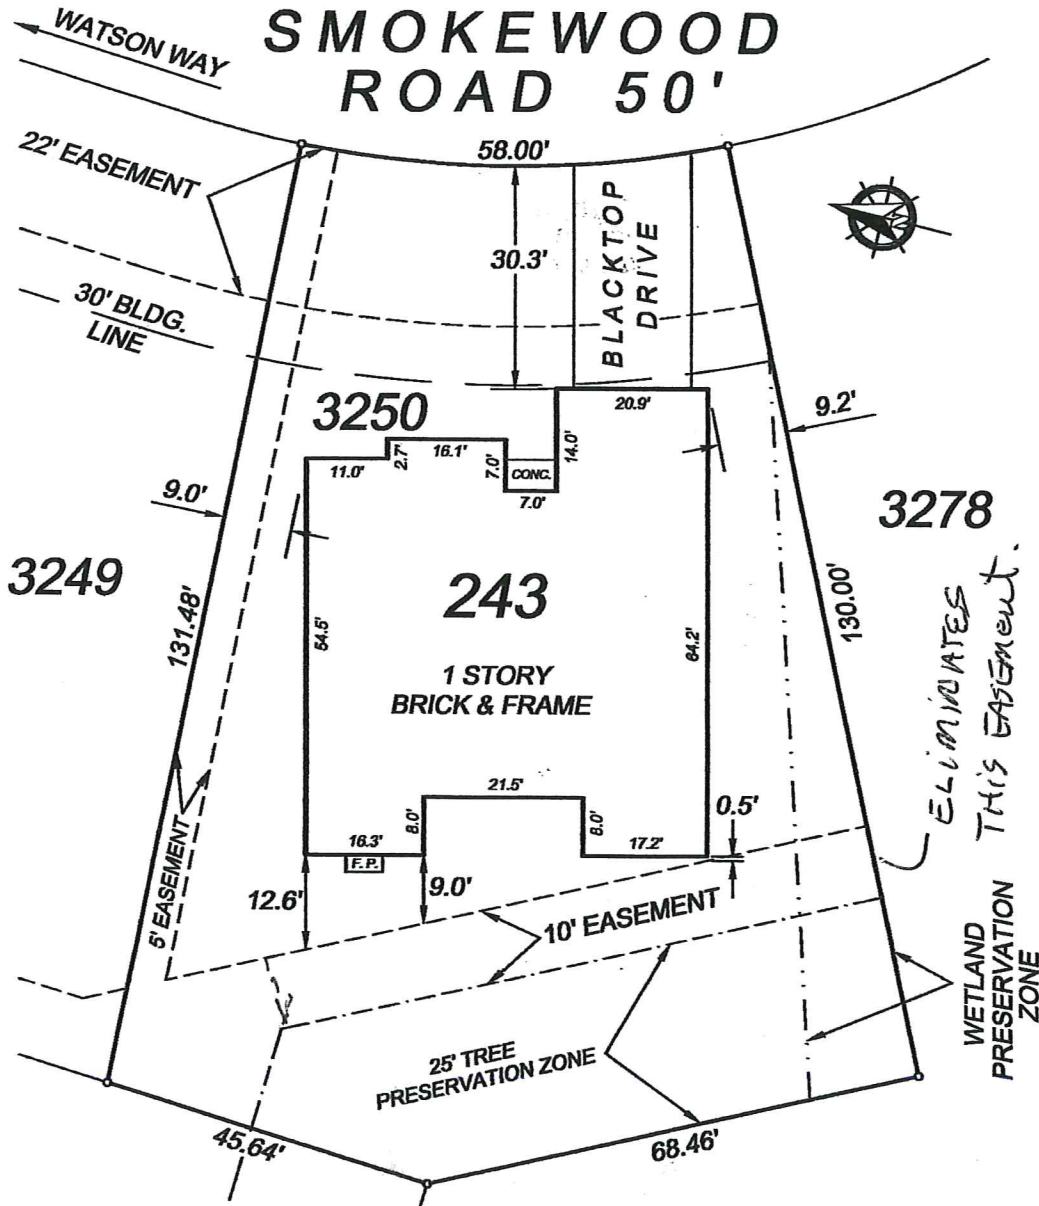 SMOKEWOOD
ROAD 50'
WATSON WAY
58.00'
22' EASEMENT
30.3'
BLACKTOP
DRIVE
30' BLDG.
LINE
3250
20.9'
9.2'
16.1'
2.7'
11.0'
7.0'
CONC.
14.0'
7.0'
9.0'
3278
3249
243
131.48'
54.5'
64.2'
130.00'
ELIMINATES
THIS EASEMENT.
1 STORY
BRICK & FRAME
21.5'
8.0'
8.0'
0.5'
16.3'
17.2'
F.P.
12.6'
9.0'
5' EASEMENT
10' EASEMENT
WETLAND
PRESERVATION
ZONE
25' TREE
PRESERVATION ZONE
45.64'
68.46'